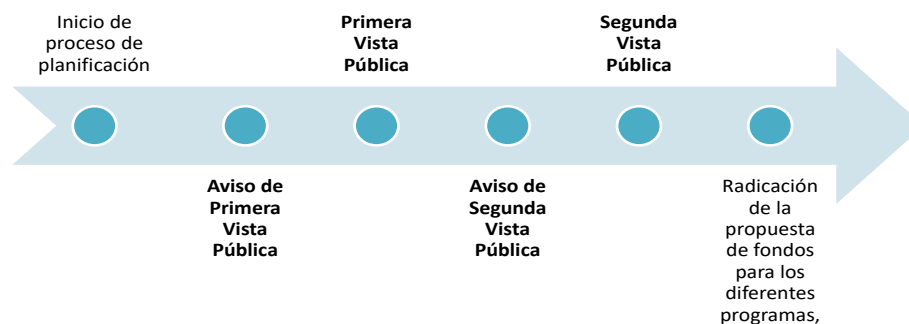 Inicio de
proceso de
planificación
Aviso de
Primera
Vista
Pública
Primera
Vista
Pública
Aviso de
Segunda
Vista
Pública
Segunda
Vista
Pública
Radicación
de la
propuesta
de fondos
para los
diferentes
programas,